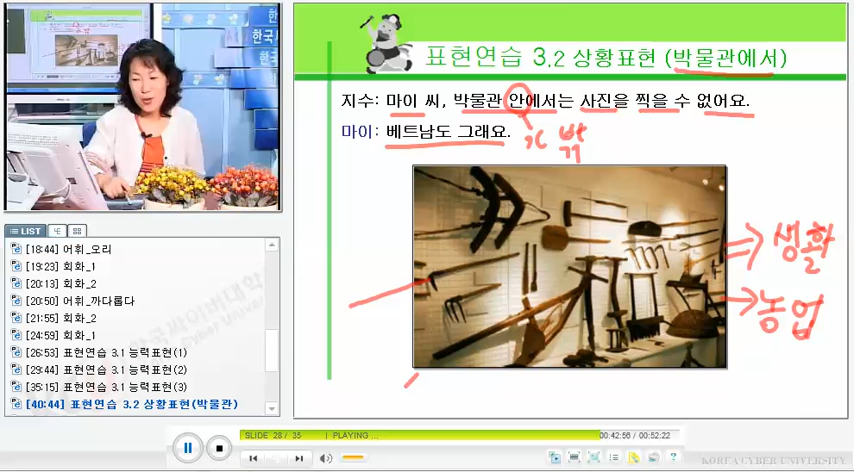 표현연습 3.2 상황표현 (박물관에서)
지수: 마이 씨, 박물관 안에서는 사진을 찍을 수 없어요.
마이: 베트남도 그래요.
밖
생활
농업
LIST
[18:44] 어휘_오리
[19:23] 회화_1
[20:13] 회화_2
[20:50] 어휘_까다롭다
[21:55] 회화_2
[24:59] 회화_1
[26:53] 표현연습 3.1 능력표현(1)
[29:44] 표현연습 3.1 능력표현(2)
[35:15] 표현연습 3.1 능력표현(3)
[40:44] 표현연습 3.2 상황표현(박물관)
SLIDE 28 / 35 PLAYING ...
00:42:56 / 00:52:22
KOREA CYBER UNIVERSITY